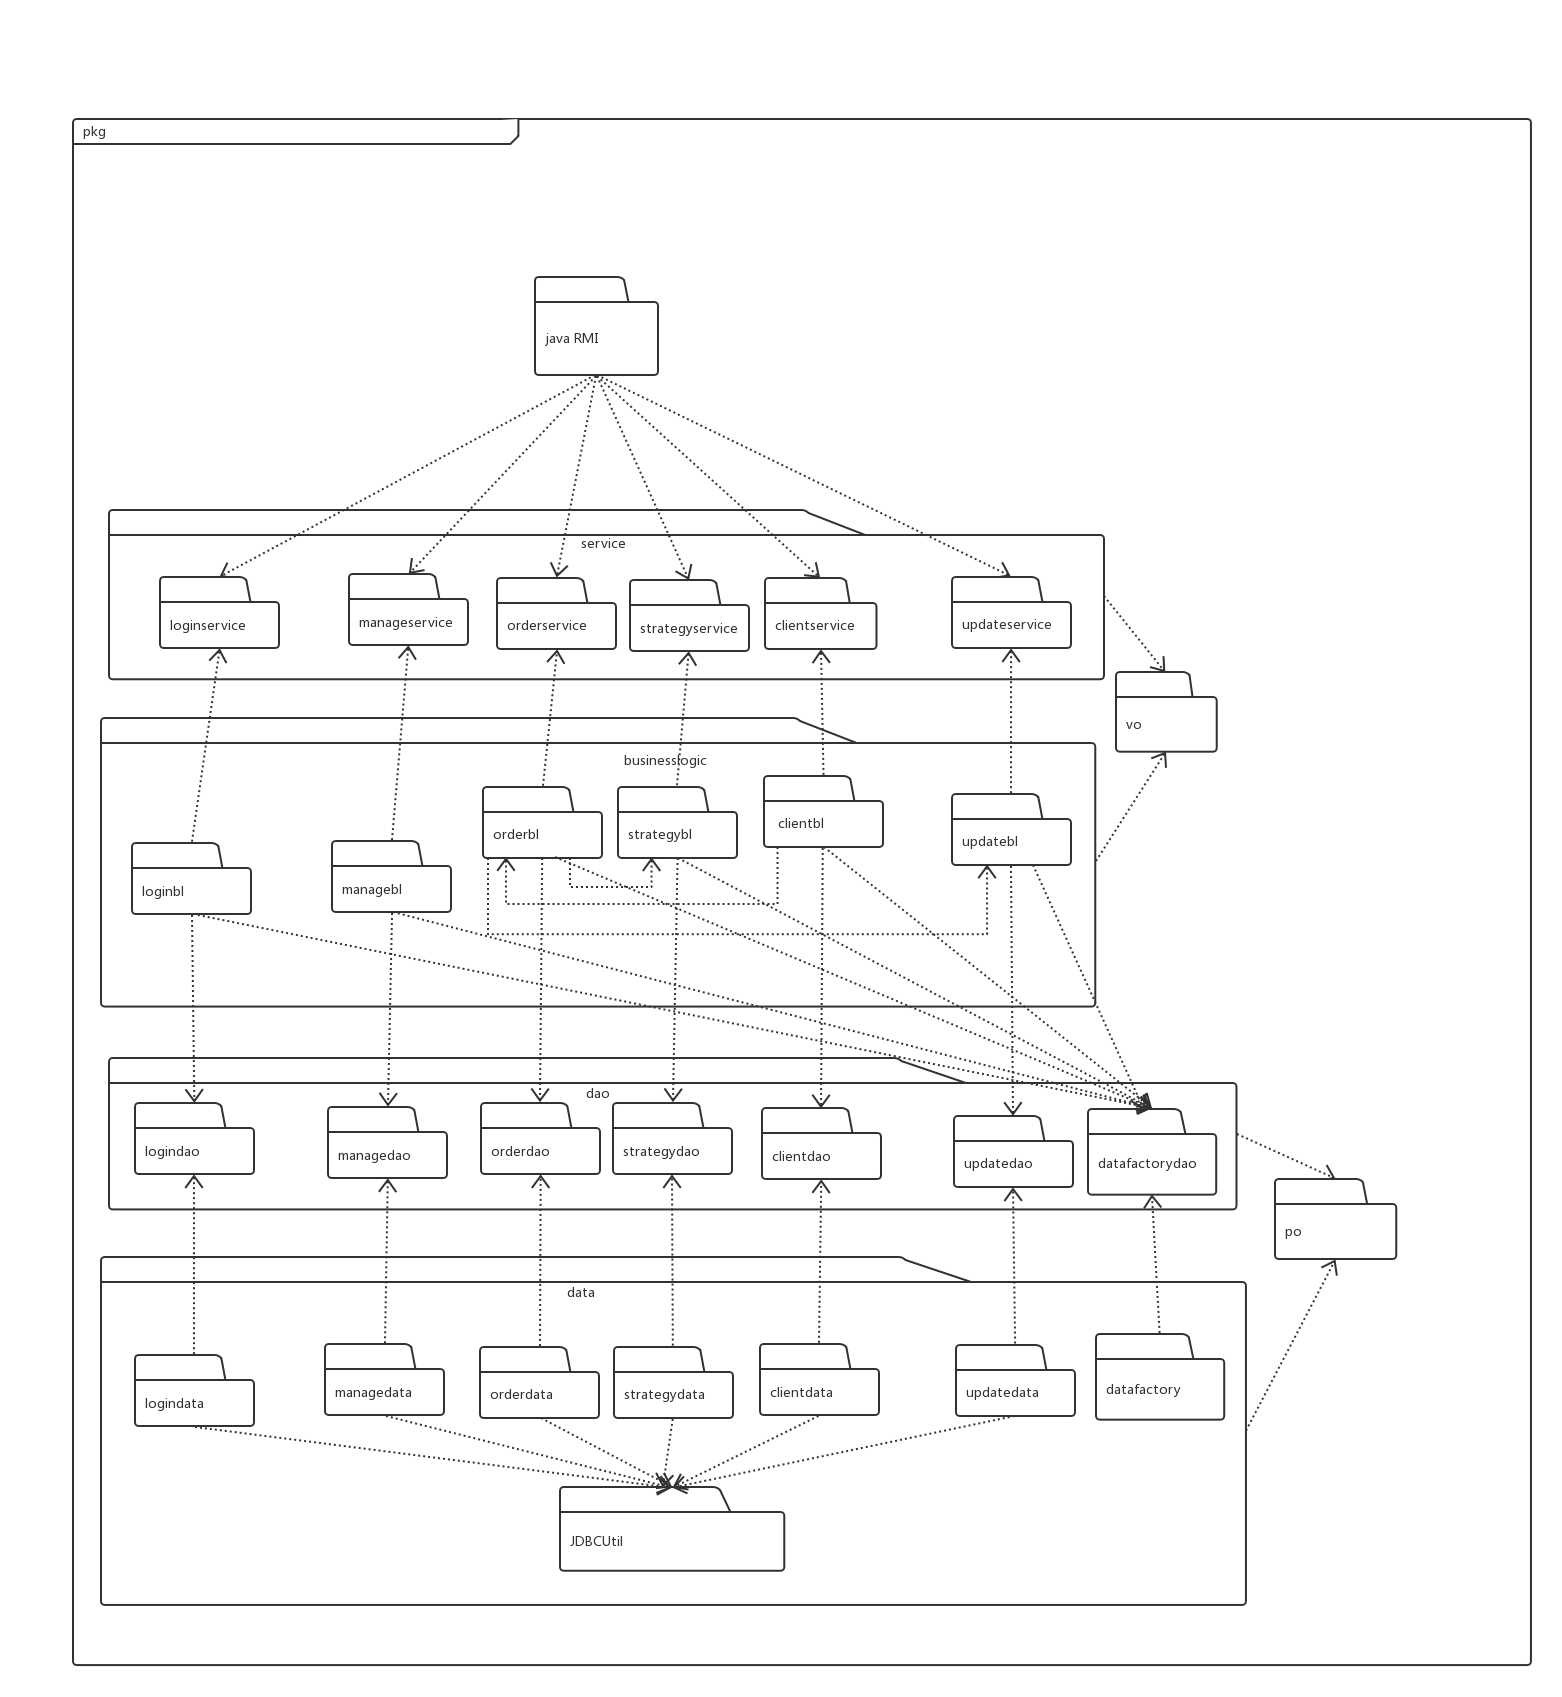 pkg
java RMI
service
loginservice
manageservice
orderservice
strategyservice
clientservice
updateservice
vo
businesslogic
loginbl
managebl
orderbl
strategybl
clientbl
updatebl
dao
logindao
managedao
orderdao
strategydao
clientdao
updatedao
datafactorydao
po
data
logindata
managedata
orderdata
strategydata
clientdata
updatedata
datafactory
JDBCUtil